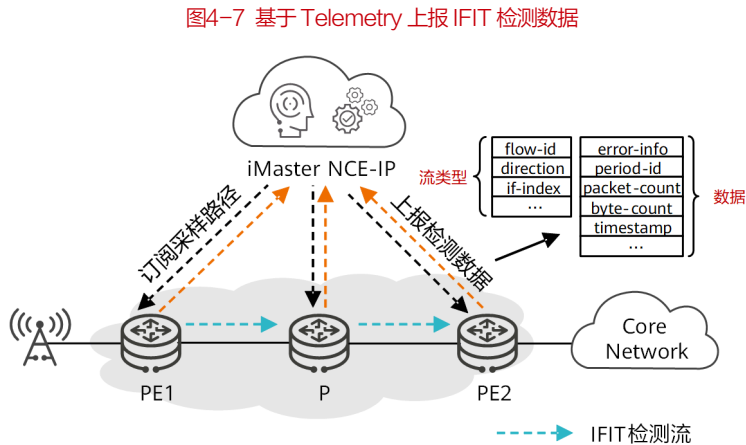 图4-7 基于 Telemetry 上报 IFIT 检测数据
iMaster NCE-IP
订阅采样路径
上报检测数据
流类型
flow-id
direction
if-index
...
error-info
period-id
packet-count
byte-count
timestamp
...
数据
PE1
P
PE2
Core
Network
IFIT检测流